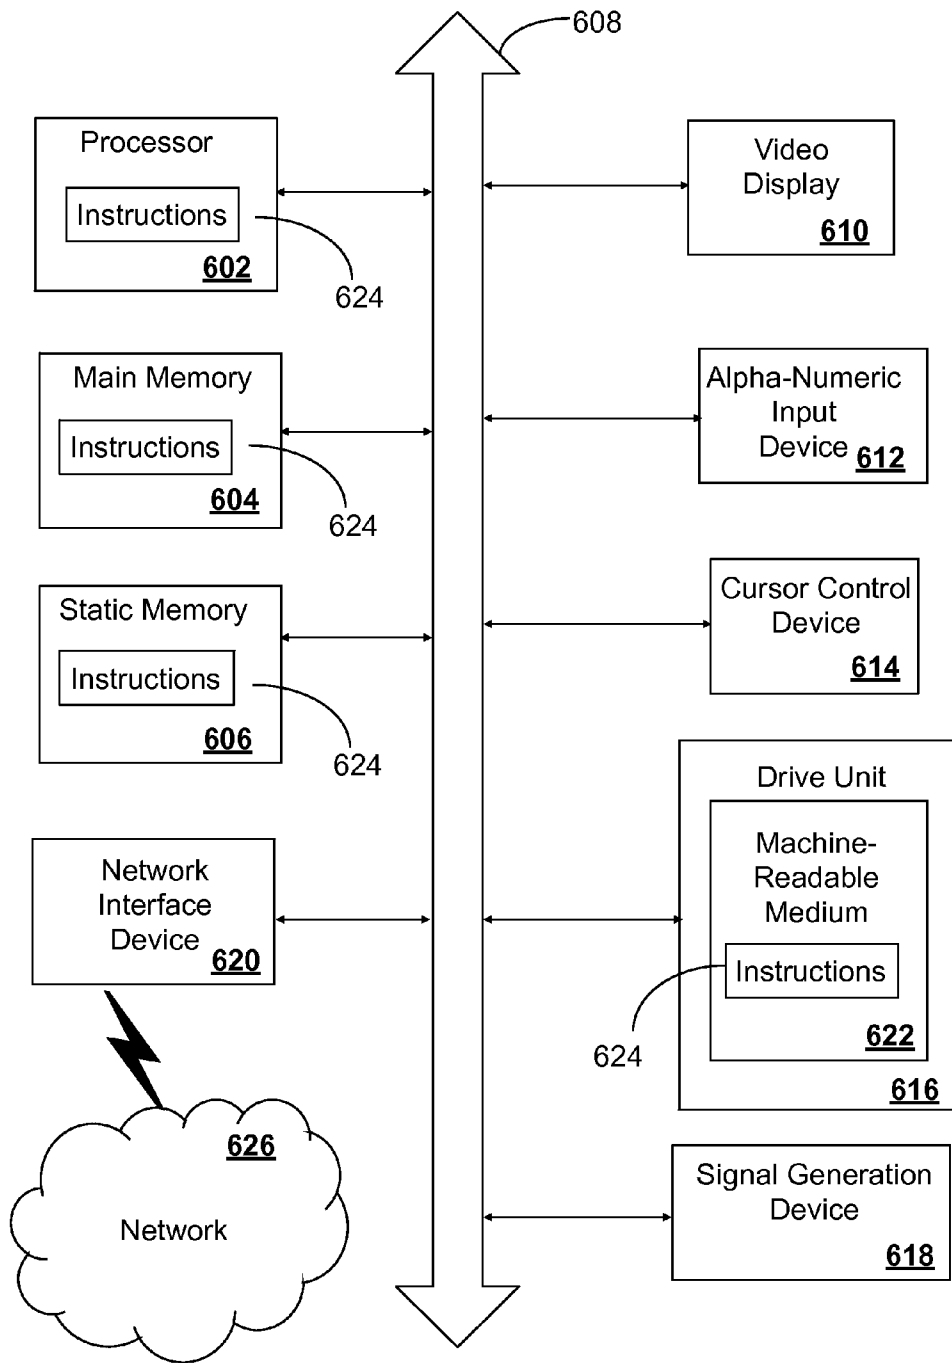 608
Processor
Instructions
602
624
Main Memory
Instructions
604
624
Static Memory
Instructions
606
624
Network
Interface
Device
620
626
Network
Video
Display
610
Alpha-Numeric
Input
Device
612
Cursor Control
Device
614
Drive Unit
Machine-
Readable
Medium
Instructions
624
622
616
Signal Generation
Device
618